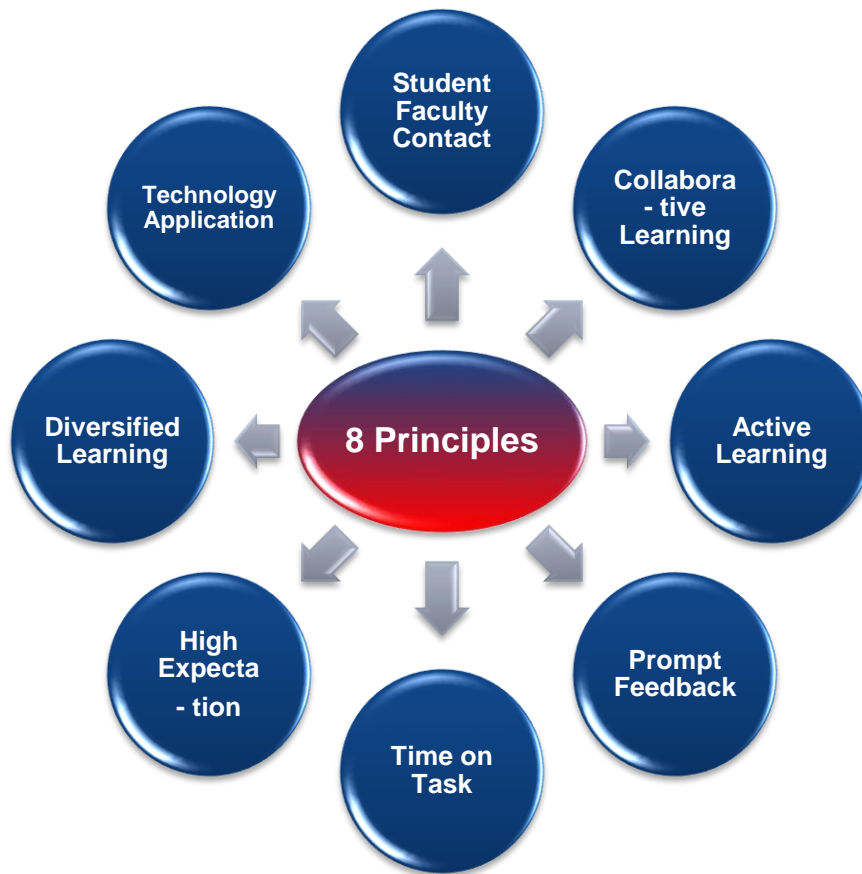 Student
Faculty
Contact
Technology
Application
Collabora
- tive
Learning
Diversified
Learning
8 Principles
Active
Learning
High
Expecta
- tion
Prompt
Feedback
Time on
Task